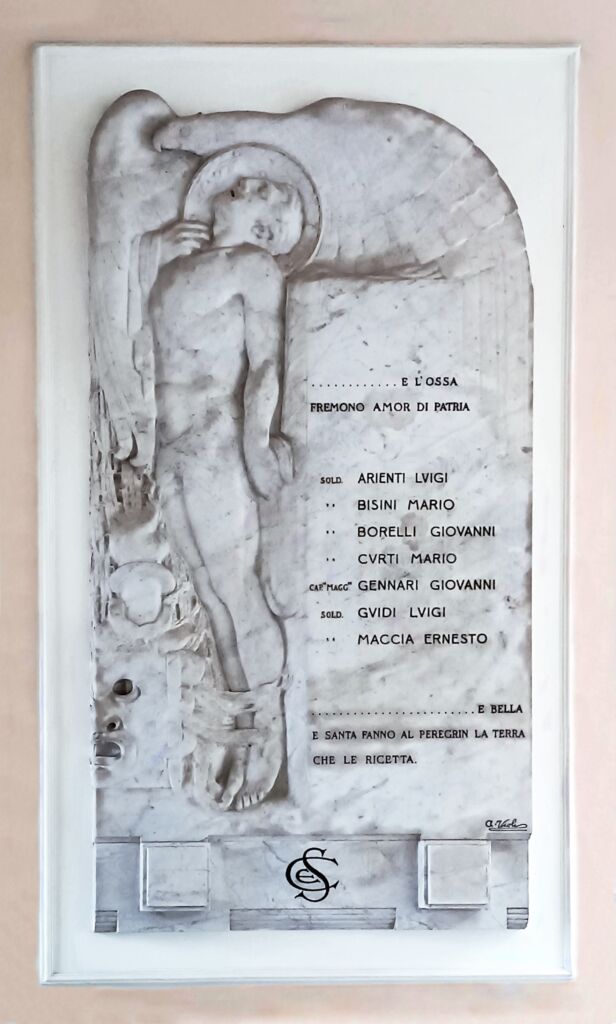 ............E L'OSSA
FREMONO AMOR DI PATRIA
SOLD. ARIENTI LVIGI
" BISINI MARIO
" BORELLI GIOVANNI
" CVRTI MARIO
CAP.MAGG. GENNARI GIOVANNI
SOLD. GVIDI LVIGI
" MACCIA ERNESTO
........................E BELLA
E SANTA FANNO AL PEREGRIN LA TERRA
CHE LE RICETTA.